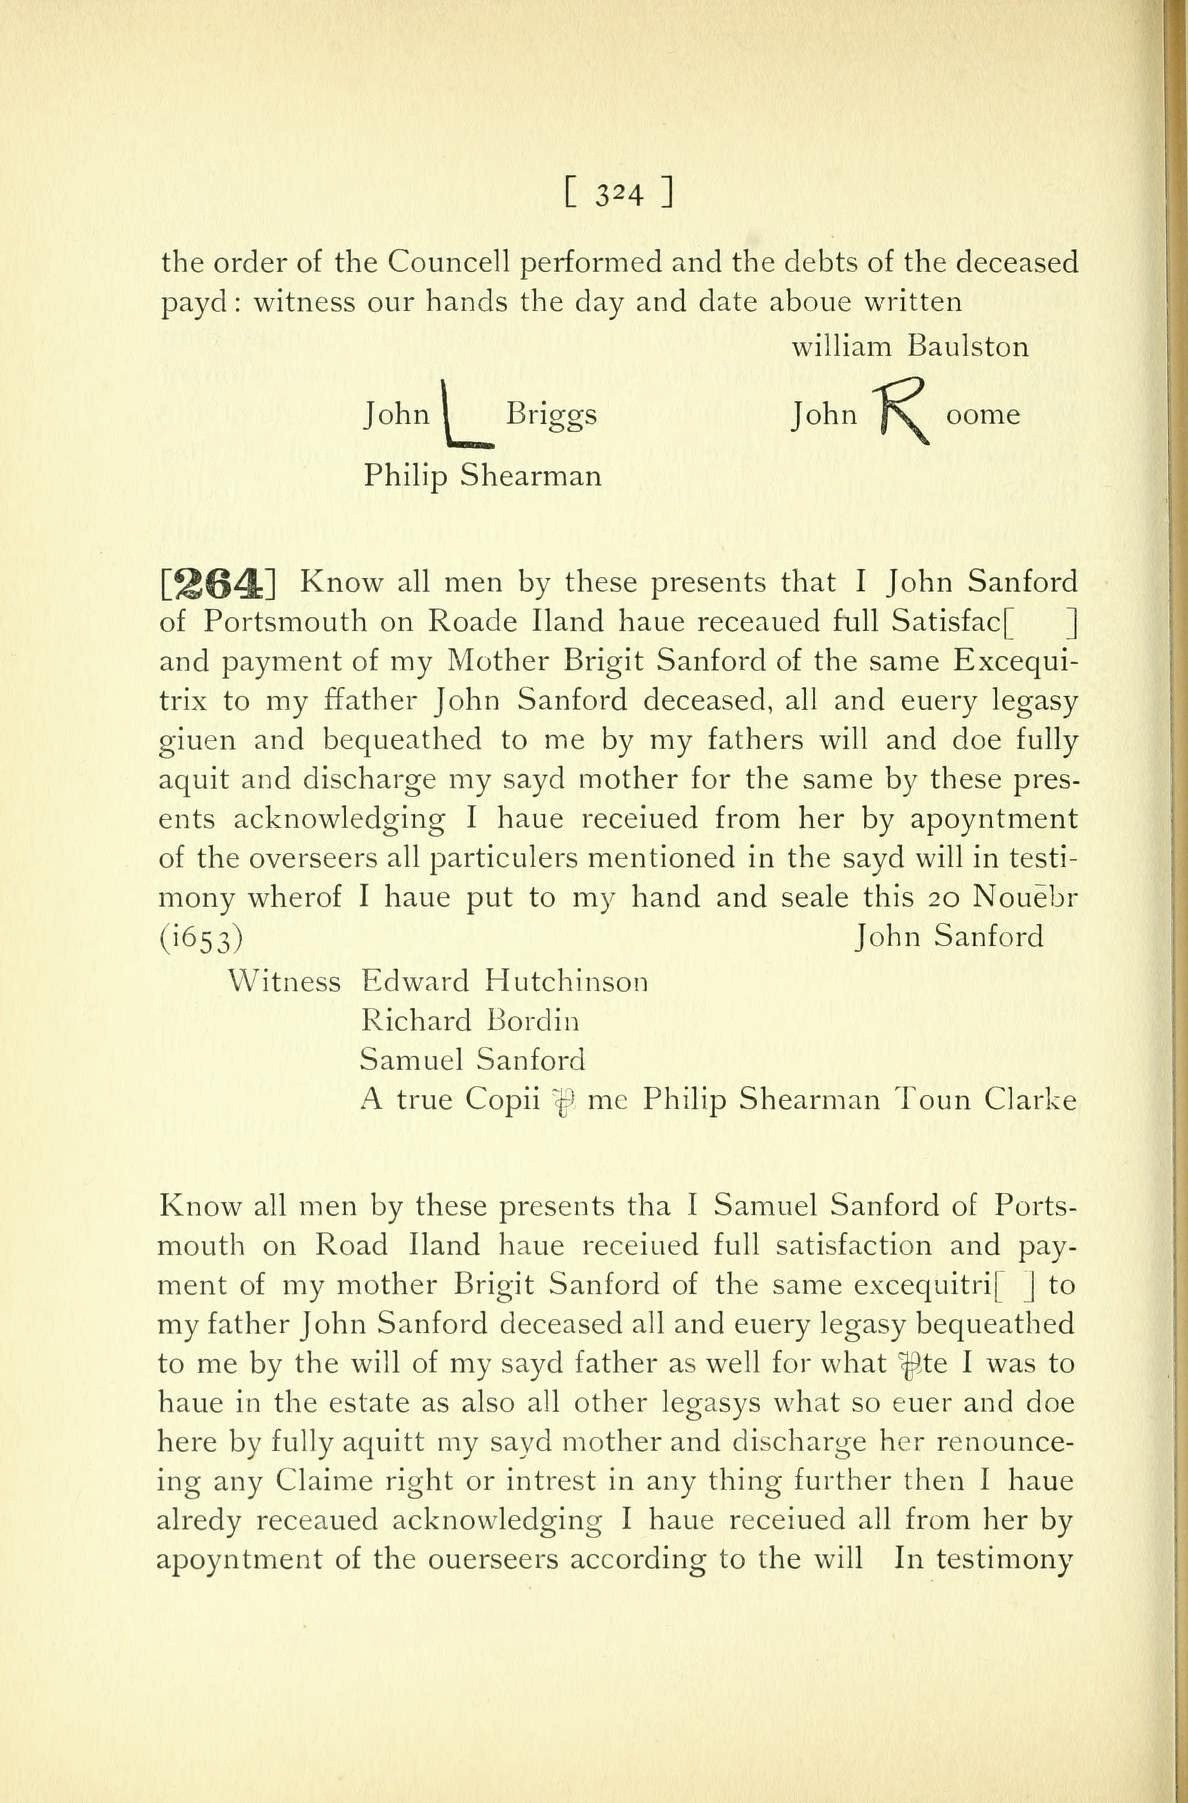 [ 324 ]
the order of the Councell performed and the debts of the deceased
payd: witness our hands the day and date aboue written
william Baulston
John L Briggs John R oome
Philip Shearman
[264] Know all men by these presents that I John Sanford
of Portsmouth on Roade Iland haue receaued full Satisfac[ ]
and payment of my Mother Brigit Sanford of the same Excequi-
trix to my ffather John Sanford deceased, all and euery legasy
giuen and bequeathed to me by my fathers will and doe fully
aquit and discharge my sayd mother for the same by these pres-
ents acknowledging I haue receiued from her by apoyntment
of the overseers all particulers mentioned in the sayd will in testi-
mony wherof I haue put to my hand and seale this 20 Nouēbr
(i653) John Sanford
Witness Edward Hutchinson
Richard Bordin
Samuel Sanford
A true Copii ꝑ me Philip Shearman Toun Clarke
Know all men by these presents tha I Samuel Sanford of Ports-
mouth on Road Iland haue receiued full satisfaction and pay-
ment of my mother Brigit Sanford of the same excequitri[ ] to
my father John Sanford deceased all and euery legasy bequeathed
to me by the will of my sayd father as well for what ꝑte I was to
haue in the estate as also all other legasys what so euer and doe
here by fully aquitt my sayd mother and discharge her renounce-
ing any Claime right or intrest in any thing further then I haue
alredy receaued acknowledging I haue receiued all from her by
apoyntment of the ouerseers according to the will In testimony